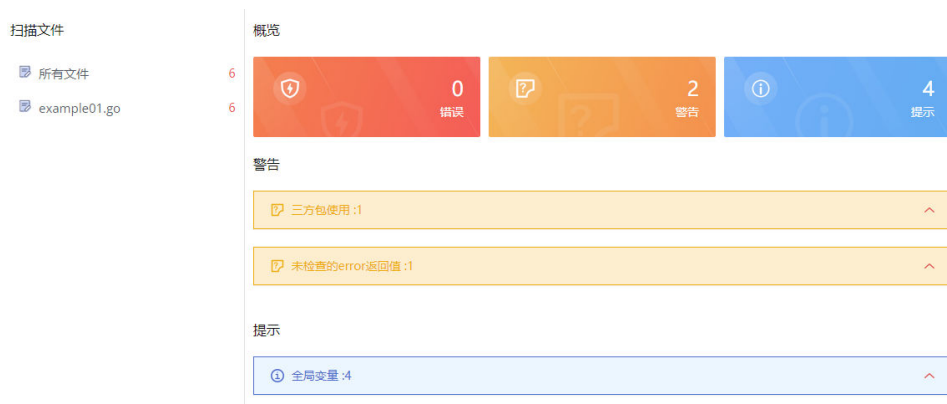 扫描文件
所有文件 6
example01.go 6
概览
0
错误
2
警告
4
提示
警告
三方包使用 :1
未检查的error返回值 :1
提示
全局变量 :4